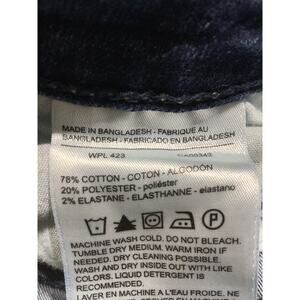 MADE IN BANGLADESH - FABRIQUE AU
BANGLADESH - FABRICADO EN BANGLADESH
WPL 423 CA00343
78% COTTON - COTON - ALGODÓN
20% POLYESTER - poliéster
2% ELASTANE - ELASTHANNE - elastano
P
MACHINE WASH COLD. DO NOT BLEACH.
TUMBLE DRY MEDIUM. WARM IRON IF
NEEDED. DRY CLEANING POSSIBLE.
WASH AND DRY INSIDE OUT WITH LIKE
COLORS. LIQUID DETERGENT IS
RECOMMENDED.
LAVER EN MACHINE A L'EAU FROIDE. NE